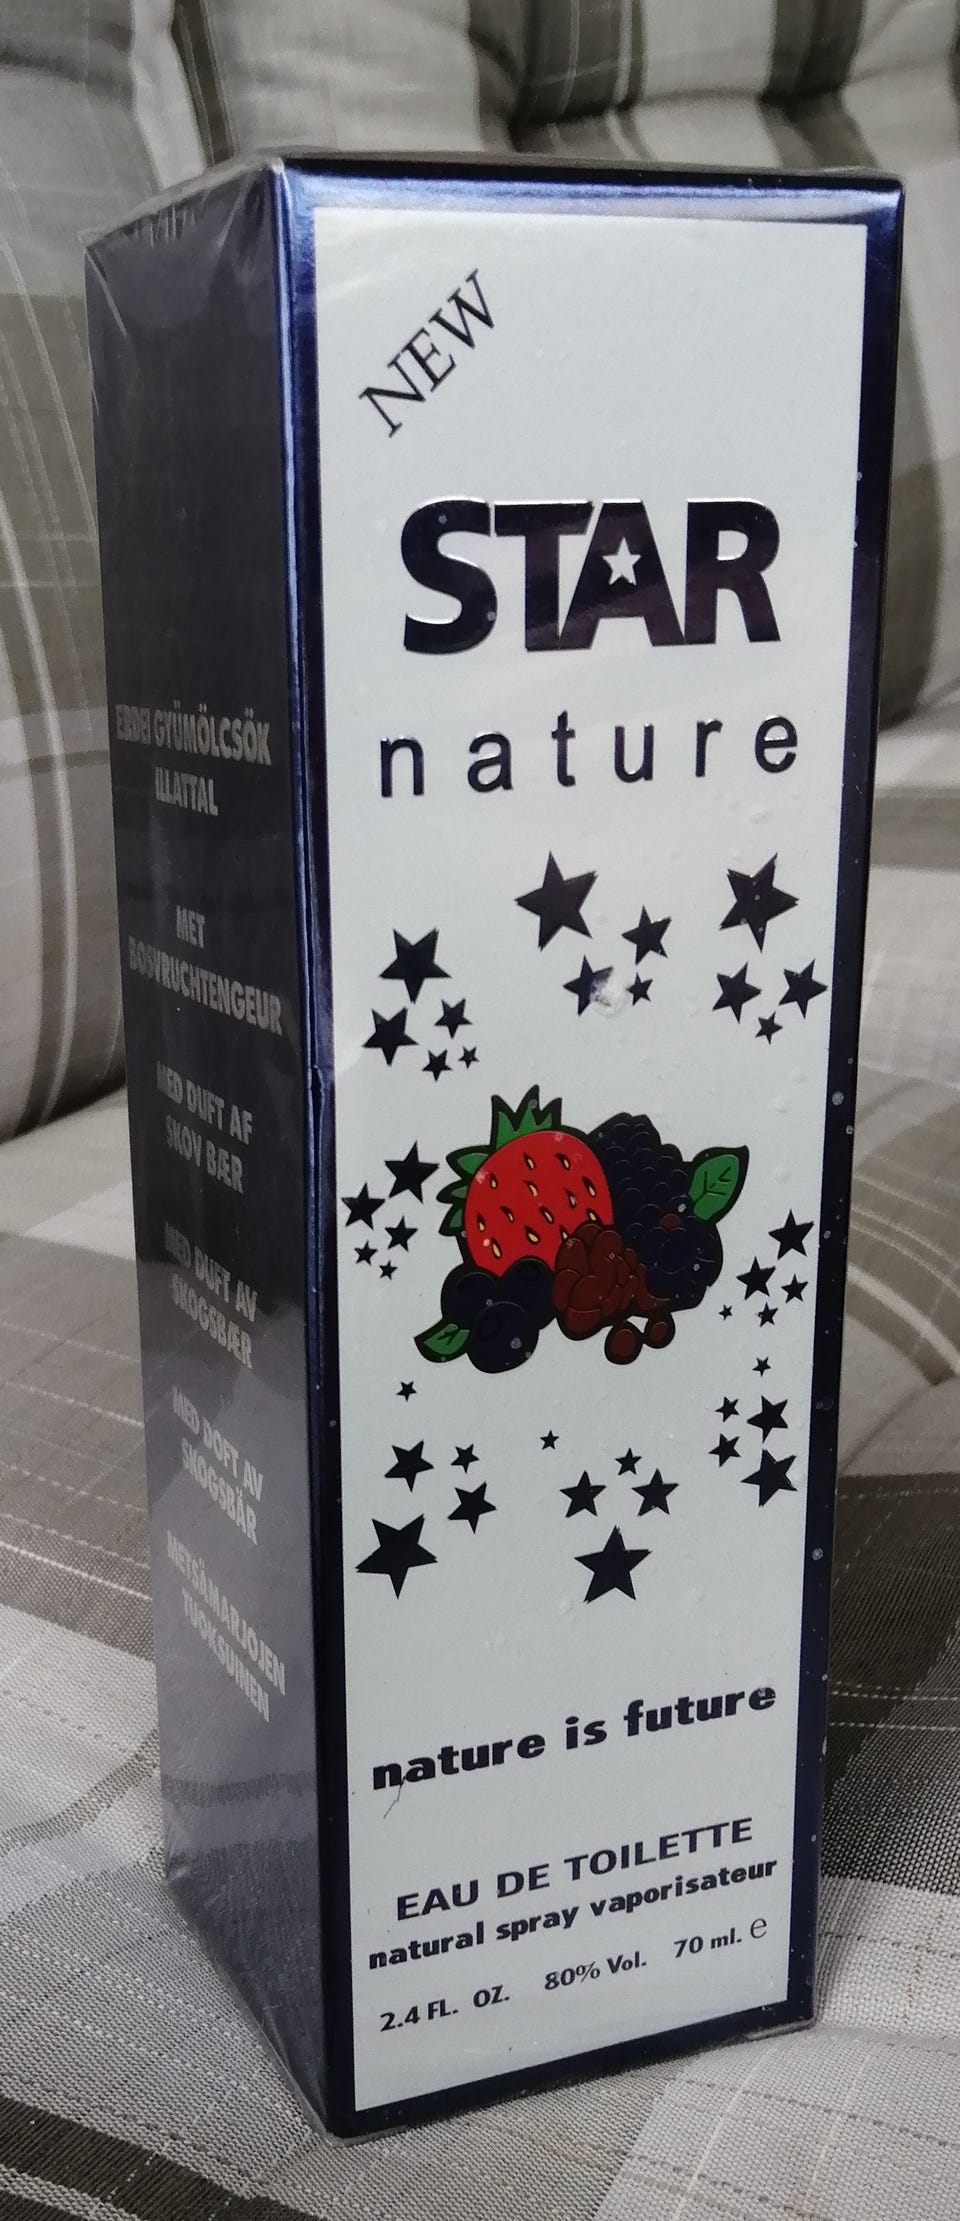 NEW
STAR
nature
nature is future
EAU DE TOILETTE
natural spray vaporisateur
2.4 FL. OZ. 80% Vol. 70 ml. e
ERDEI GYÜMÖLCSÖK
ILLATTAL
MET
BOSVRUCHTENGEUR
MED DUFT AF
SKOV BÆR
MED DUFT AV
SKOGSBÆR
MED DOFT AV
SKOGSBÄR
METSÄMARJOJEN
TUOKSUINEN